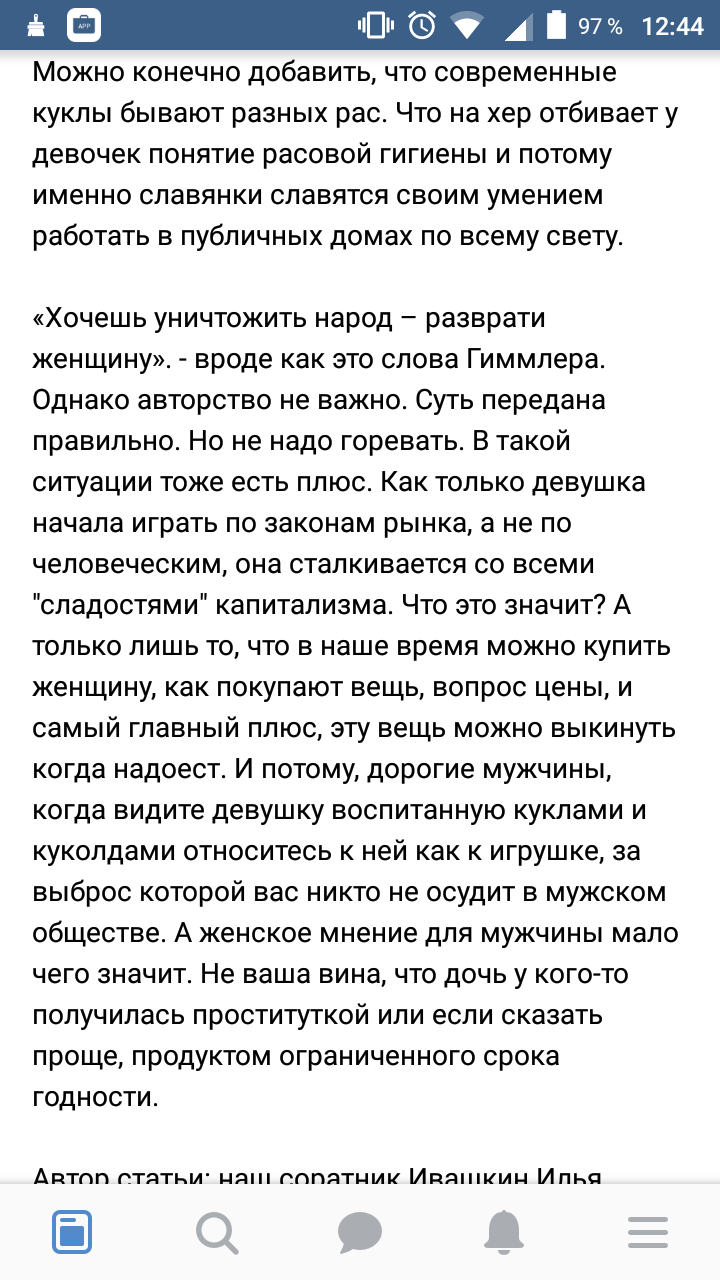 APP
97 %
12:44
Можно конечно добавить, что современные
куклы бывают разных рас. Что на хер отбивает у
девочек понятие расовой гигиены и потому
именно славянки славятся своим умением
работать в публичных домах по всему свету.
«Хочешь уничтожить народ – разврати
женщину». - вроде как это слова Гиммлера.
Однако авторство не важно. Суть передана
правильно. Но не надо горевать. В такой
ситуации тоже есть плюс. Как только девушка
начала играть по законам рынка, а не по
человеческим, она сталкивается со всеми
"сладостями" капитализма. Что это значит? А
только лишь то, что в наше время можно купить
женщину, как покупают вещь, вопрос цены, и
самый главный плюс, эту вещь можно выкинуть
когда надоест. И потому, дорогие мужчины,
когда видите девушку воспитанную куклами и
куколдами относитесь к ней как к игрушке, за
выброс которой вас никто не осудит в мужском
обществе. А женское мнение для мужчины мало
чего значит. Не ваша вина, что дочь у кого-то
получилась проституткой или если сказать
проще, продуктом ограниченного срока
годности.
Автор статьи: наш соратник Ивашкин Илья